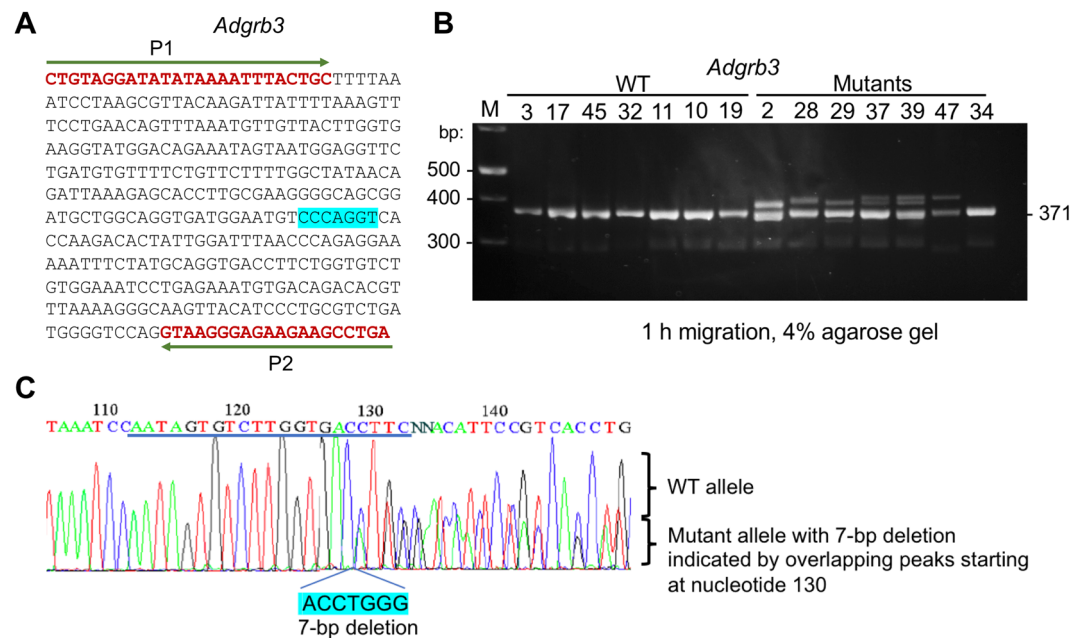 A
Adgrb3
P1
CTGTAGGATATATAAAATTTACTGCTTTTAA
ATCCTAAGCGTTACAAGATTATTTTAAAGTT
TCCTGAACAGTTTAAATGTTGTTACTTGGTG
AAGGTATGGACAGAAATAGTAATGGAGGTTC
TGATGTGTTTTCTGTTCTTTTGGCTATAACA
GATTAAAGAGCACCTTGCGAAGGGGCAGCGG
ATGCTGGCAGGTGATGGAATGTCCCAGGTCA
CCAAGACACTATTGGATTTAACCCAGAGGAA
AAATTTCTATGCAGGTGACCTTCTGGTGTCT
GTGGAAATCCTGAGAAATGTGACAGACACGT
TTAAAAGGGCAAGTTACATCCCTGCGTCTGA
TGGGGTCCAGGTAAGGGAGAAGAAGCCTGA
P2
B
Adgrb3
WT Mutants
M 3 17 45 32 11 10 19 2 28 29 37 39 47 34
bp:
500
400
371
300
1 h migration, 4% agarose gel
C
110 120 130 140
TAAATCCAATAGTGTCTTGGTGACCTTCNNACATTCCGTCACCTG
WT allele
Mutant allele with 7-bp deletion
indicated by overlapping peaks starting
at nucleotide 130
ACCTGGG
7-bp deletion